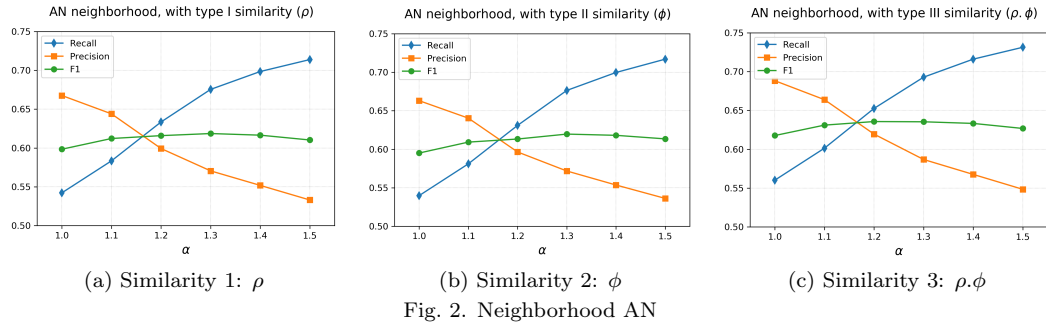 AN neighborhood, with type I similarity (ρ)
0.75
0.70
0.65
0.60
0.55
0.50
Recall
Precision
F1
1.0 1.1 1.2 1.3 1.4 1.5
α
(a) Similarity 1: ρ
AN neighborhood, with type II similarity (ϕ)
0.75
0.70
0.65
0.60
0.55
0.50
Recall
Precision
F1
1.0 1.1 1.2 1.3 1.4 1.5
α
(b) Similarity 2: ϕ
AN neighborhood, with type III similarity (ρ.ϕ)
0.75
0.70
0.65
0.60
0.55
0.50
Recall
Precision
F1
1.0 1.1 1.2 1.3 1.4 1.5
α
(c) Similarity 3: ρ.ϕ
Fig. 2. Neighborhood AN